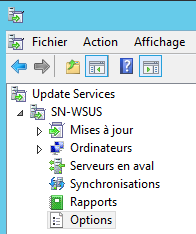 Fichier Action Affichage
Update Services
SN-WSUS
Mises à jour
Ordinateurs
Serveurs en aval
Synchronisations
Rapports
Options